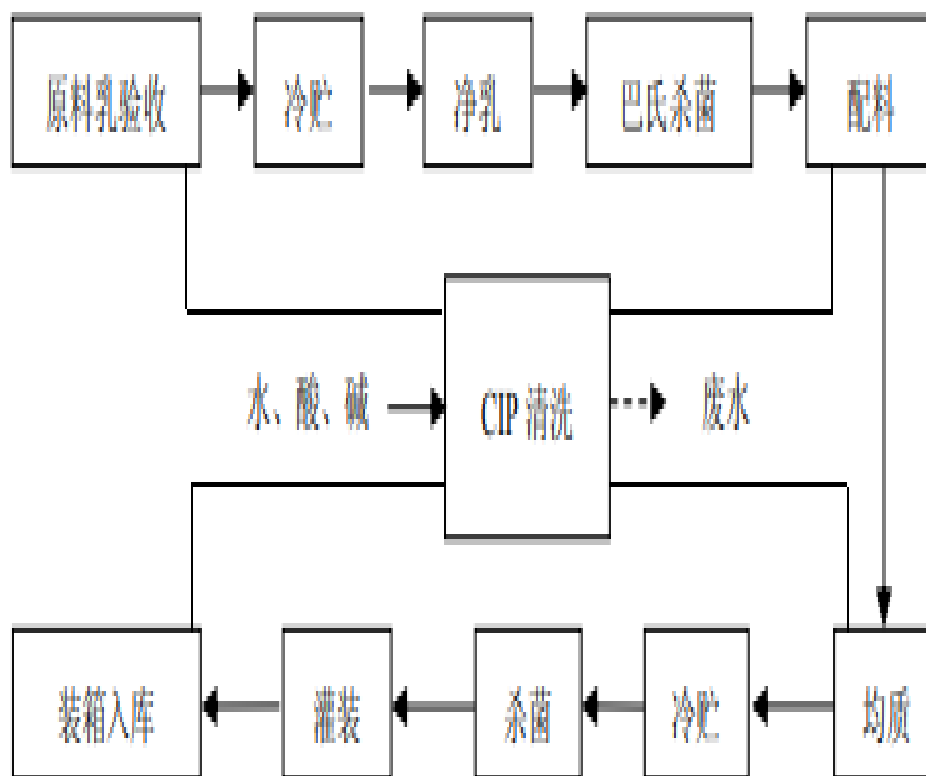 原料乳验收
冷贮
净乳
巴氏杀菌
配料
水、酸、碱
CIP 清洗
废水
装箱入库
灌装
杀菌
冷贮
均质